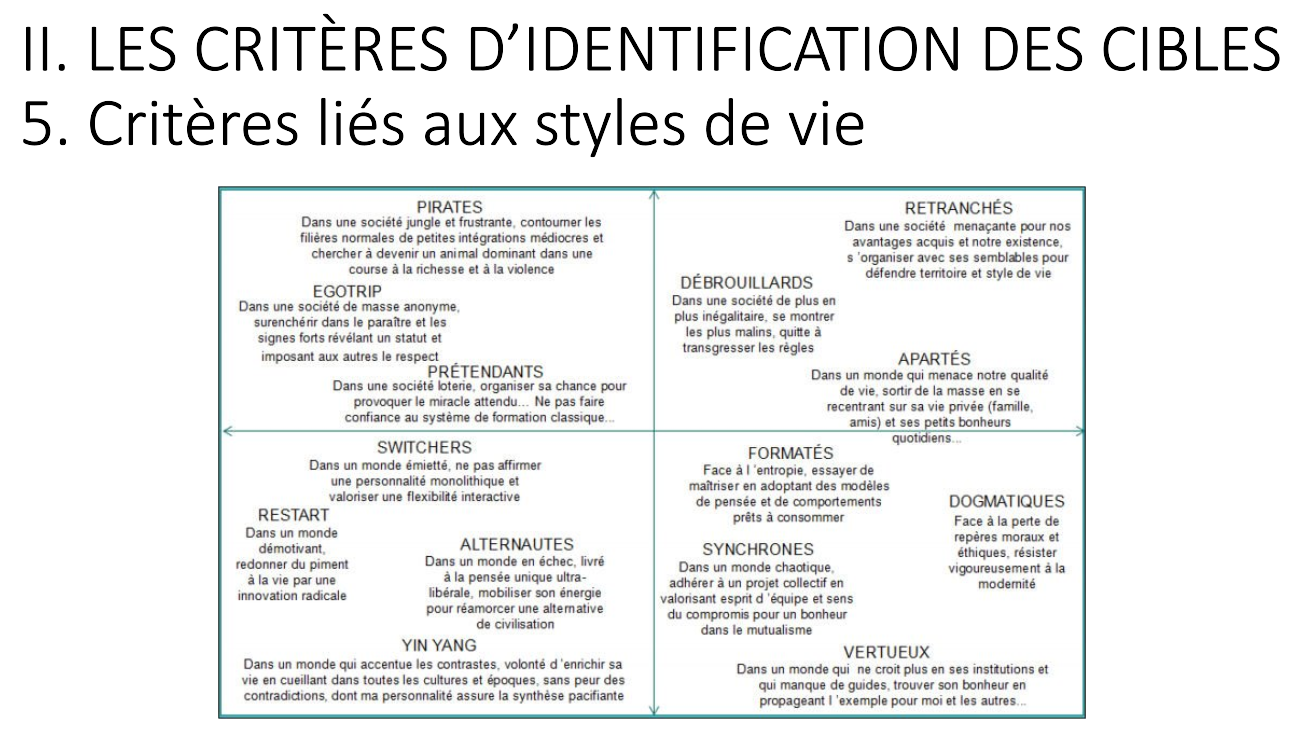 II. LES CRITÈRES D’IDENTIFICATION DES CIBLES
5. Critères liés aux styles de vie
PIRATES
Dans une société jungle et frustrante, contourner les
filières normales de petites intégrations médiocres et
chercher à devenir un animal dominant dans une
course à la richesse et à la violence
EGOTRIP
Dans une société de masse anonyme,
surenchérir dans le paraître et les
signes forts révélant un statut et
imposant aux autres le respect
PRÉTENDANTS
Dans une société loterie, organiser sa chance pour
provoquer le miracle attendu... Ne pas faire
confiance au système de formation classique...
RETRANCHÉS
Dans une société menaçante pour nos
avantages acquis et notre existence,
s 'organiser avec ses semblables pour
défendre territoire et style de vie
DÉBROUILLARDS
Dans une société de plus en
plus inégalitaire, se montrer
les plus malins, quitte à
transgresser les règles
APARTÉS
Dans un monde qui menace notre qualité
de vie, sortir de la masse en se
recentrant sur sa vie privée (famille,
amis) et ses petits bonheurs
quotidiens...
SWITCHERS
Dans un monde émietté, ne pas affirmer
une personnalité monolithique et
valoriser une flexibilité interactive
RESTART
Dans un monde
démotivant,
redonner du piment
à la vie par une
innovation radicale
ALTERNAUTES
Dans un monde en échec, livré
à la pensée unique ultra-
libérale, mobiliser son énergie
pour réamorcer une alternative
de civilisation
YIN YANG
Dans un monde qui accentue les contrastes, volonté d 'enrichir sa
vie en cueillant dans toutes les cultures et époques, sans peur des
contradictions, dont ma personnalité assure la synthèse pacifiante
FORMATÉS
Face à l 'entropie, essayer de
maîtriser en adoptant des modèles
de pensée et de comportements
prêts à consommer
DOGMATIQUES
Face à la perte de
repères moraux et
éthiques, résister
vigoureusement à la
modernité
SYNCHRONES
Dans un monde chaotique,
adhérer à un projet collectif en
valorisant esprit d 'équipe et sens
du compromis pour un bonheur
dans le mutualisme
VERTUEUX
Dans un monde qui ne croit plus en ses institutions et
qui manque de guides, trouver son bonheur en
propageant l 'exemple pour moi et les autres...